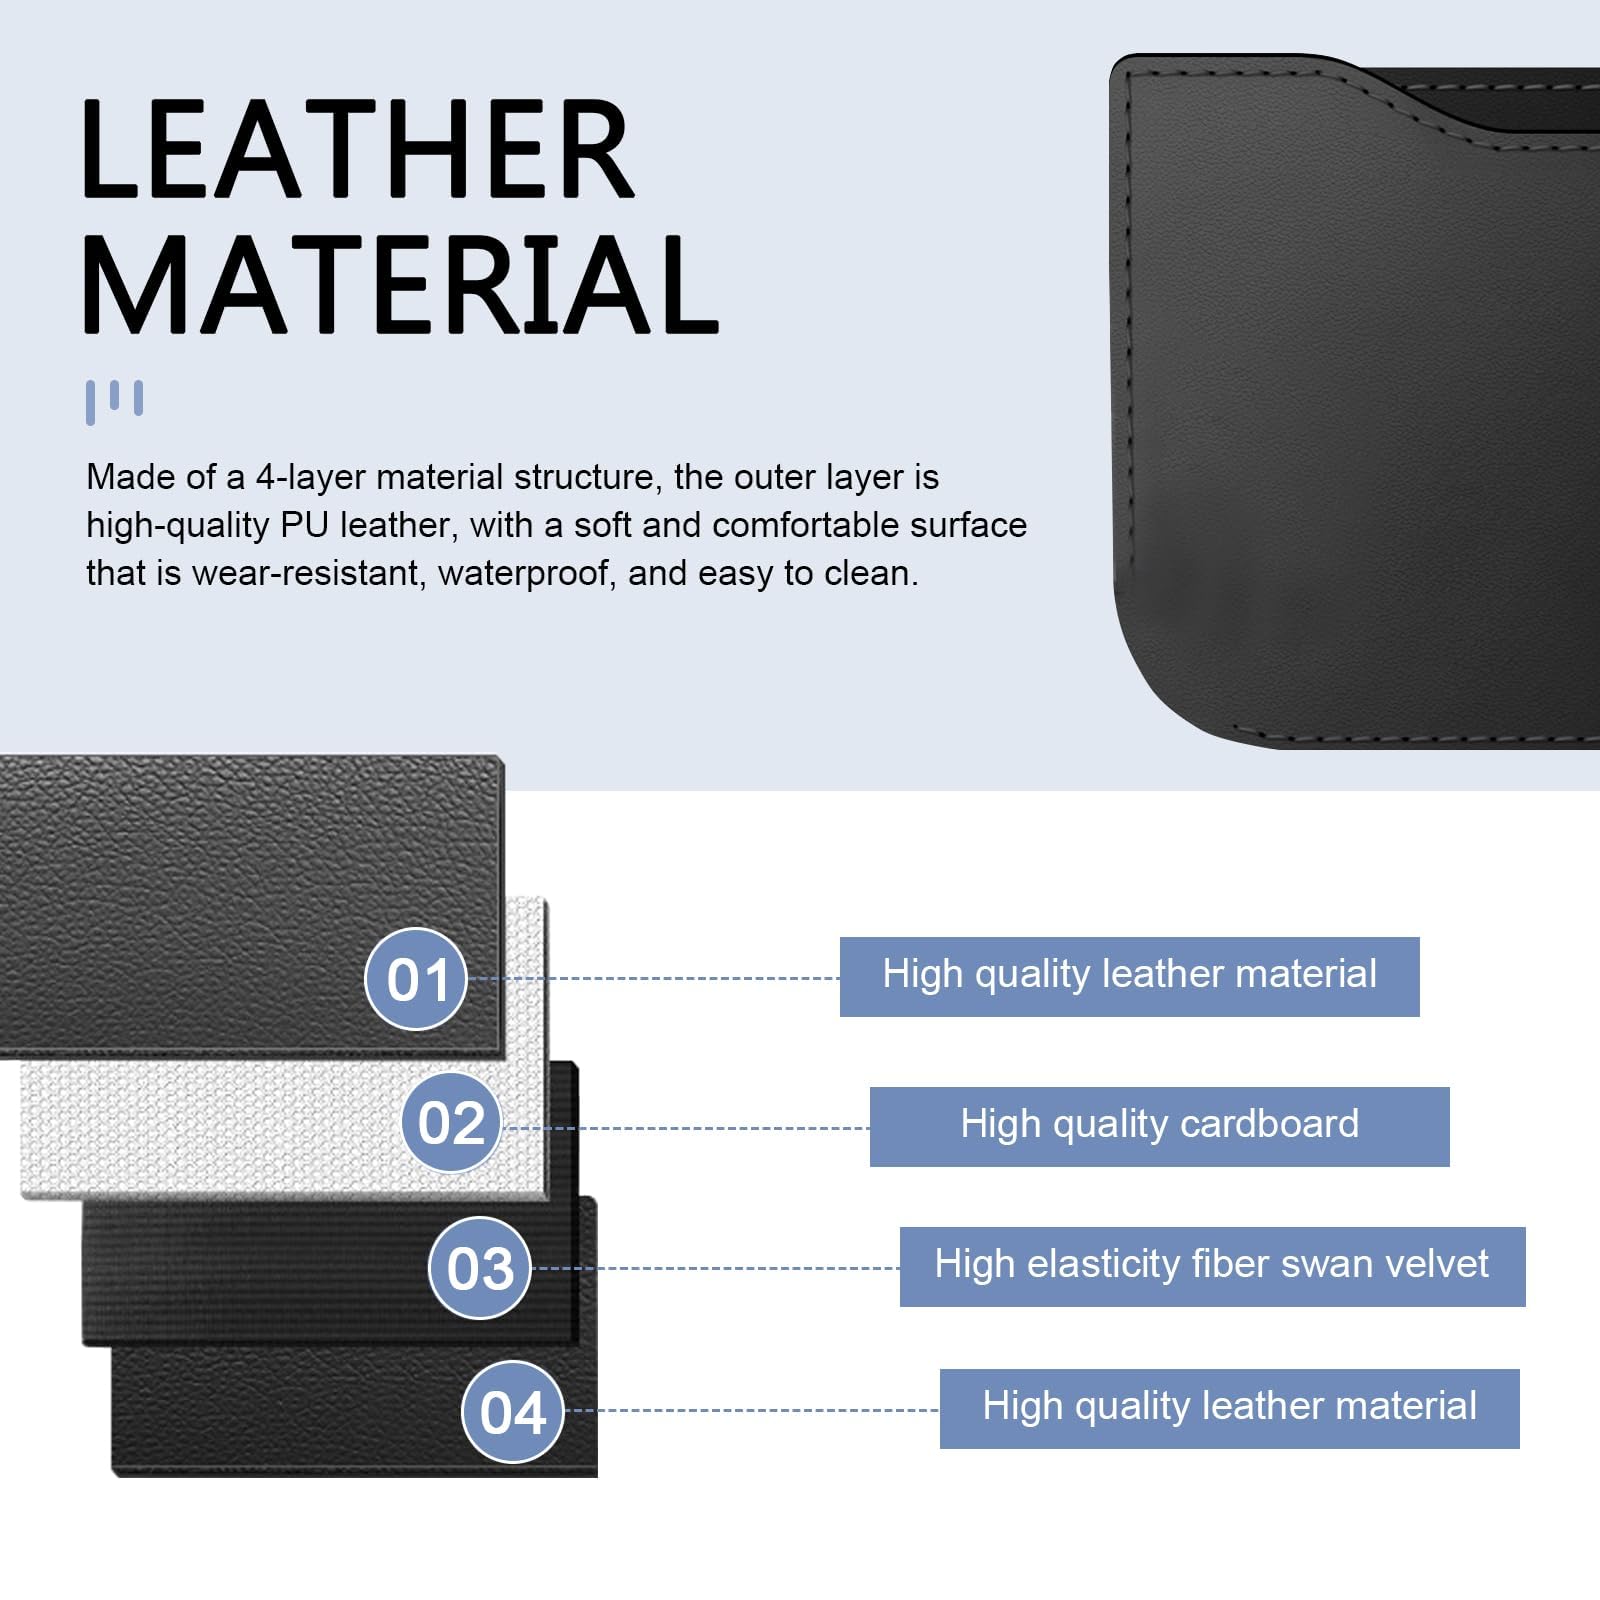 LEATHER
MATERIAL
Made of a 4-layer material structure, the outer layer is
high-quality PU leather, with a soft and comfortable surface
that is wear-resistant, waterproof, and easy to clean.
01
High quality leather material
02
High quality cardboard
03
High elasticity fiber swan velvet
04
High quality leather material